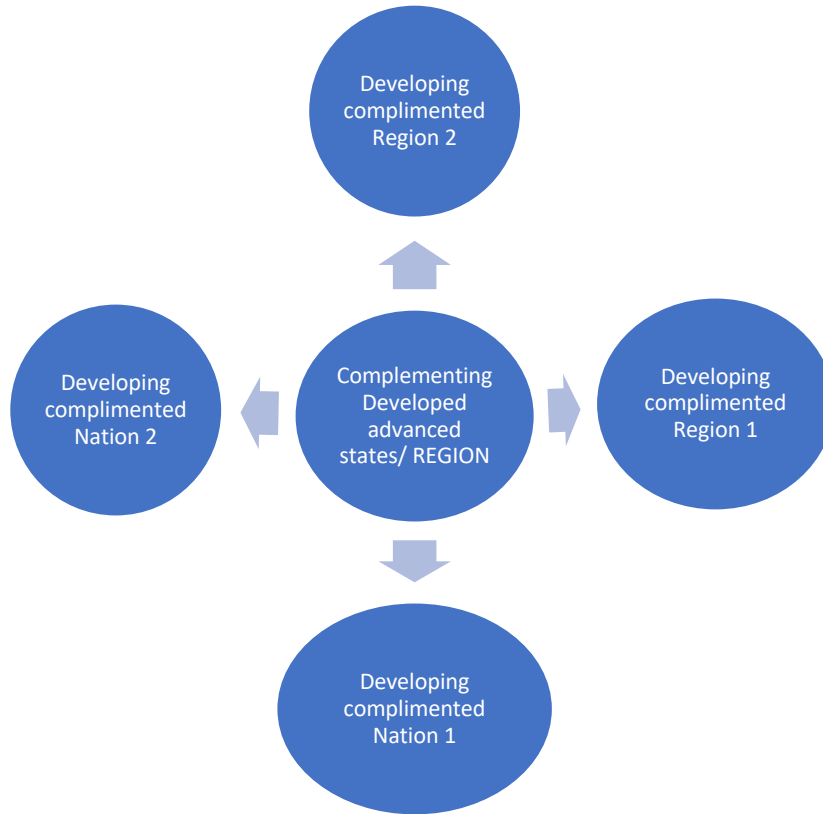 Developing
complimented
Region 2
Developing
complimented
Nation 2
Complementing
Developed
advanced
states/ REGION
Developing
complimented
Region 1
Developing
complimented
Nation 1